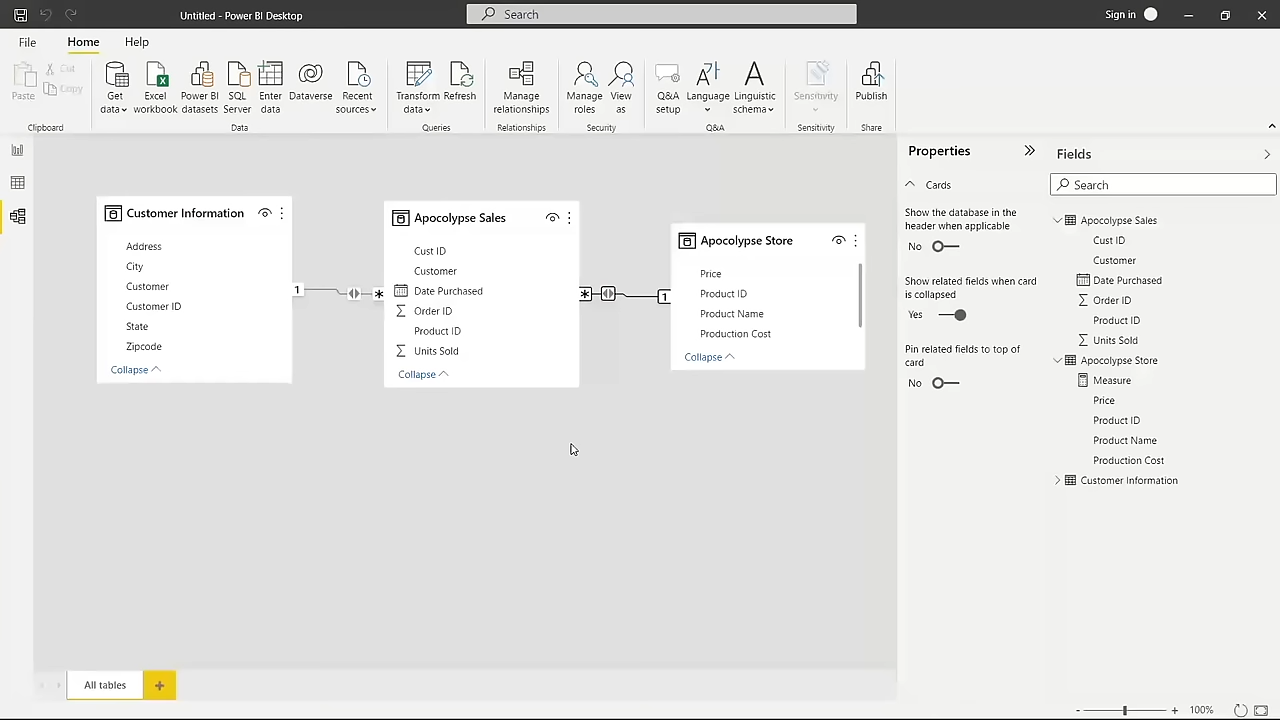 Untitled - Power BI Desktop
Search
Sign in
File
Home
Help
Paste
Cut
Copy
Get data
Excel workbook
Power BI datasets
SQL Server
Enter data
Dataverse
Recent sources
Transform data
Refresh
Manage relationships
Manage roles
View as
Q&A setup
Language
Linguistic schema
Sensitivity
Publish
Clipboard
Data
Queries
Relationships
Security
Q&A
Sensitivity
Share
Customer Information
Address
City
Customer
Customer ID
State
Zipcode
Collapse
1
*
Apocolypse Sales
Cust ID
Customer
Date Purchased
Order ID
Product ID
Units Sold
Collapse
*
1
Apocolypse Store
Price
Product ID
Product Name
Production Cost
Collapse
Properties
Cards
Show the database in the
header when applicable
No
Show related fields when card
is collapsed
Yes
Pin related fields to top of
card
No
Fields
Search
Apocolypse Sales
Cust ID
Customer
Date Purchased
Order ID
Product ID
Units Sold
Apocolypse Store
Measure
Price
Product ID
Product Name
Production Cost
Customer Information
All tables
+
- + 100%